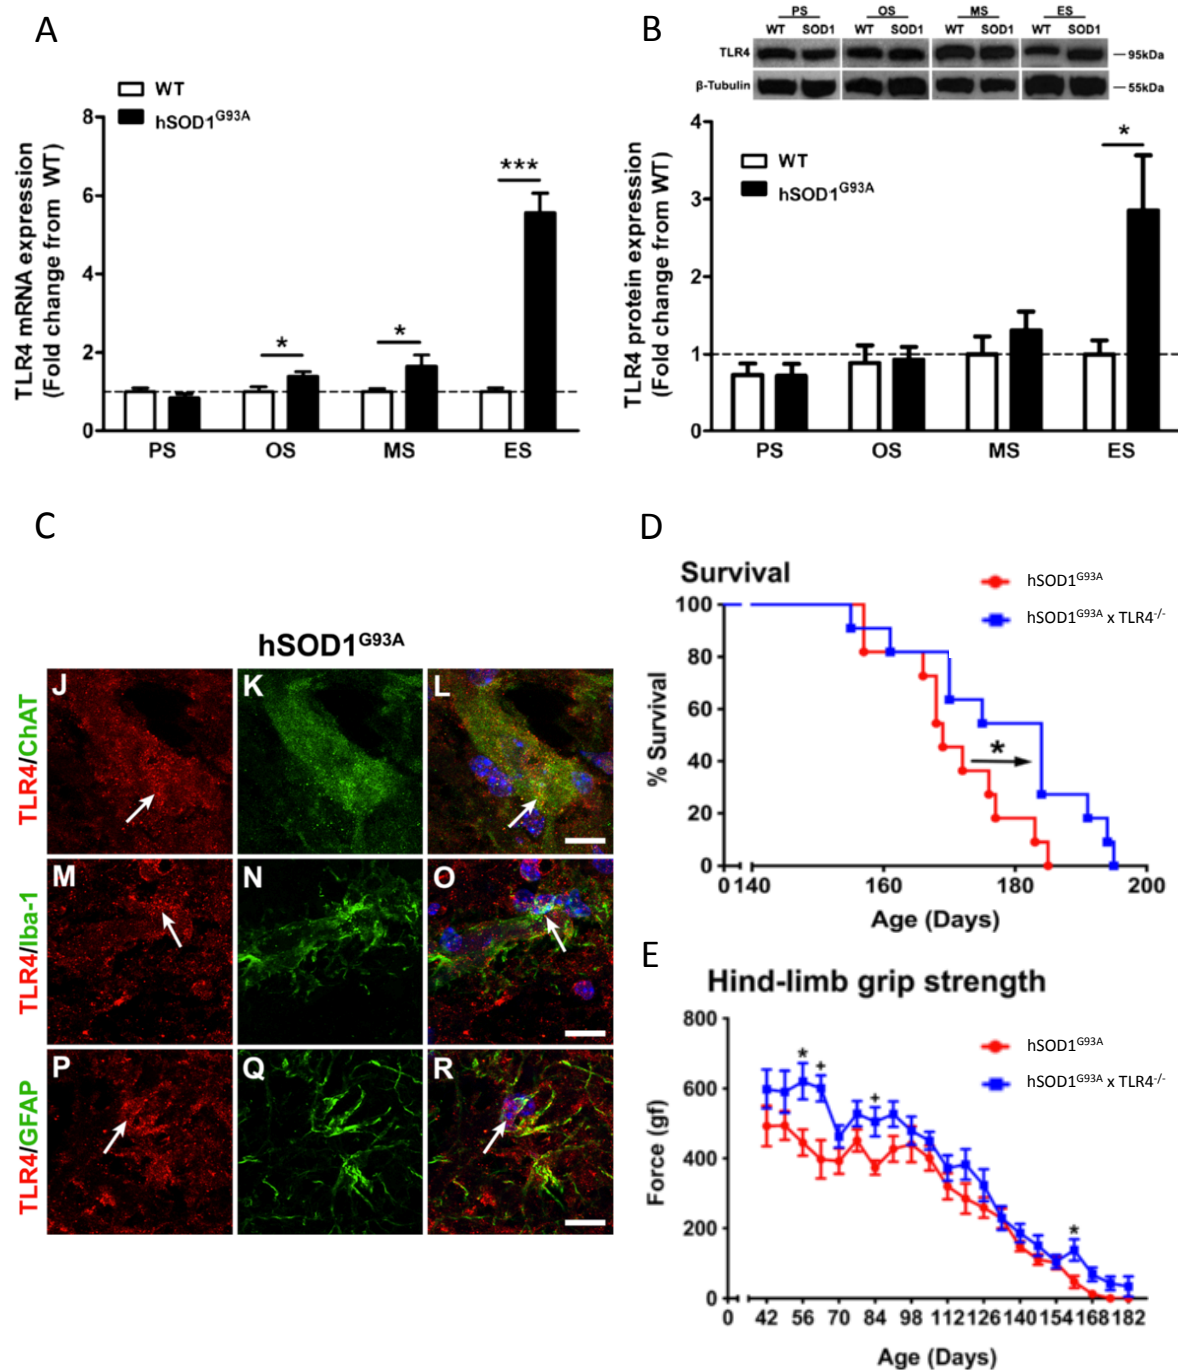 A
WT
hSOD1G93A
TLR4 mRNA expression
(Fold change from WT)
8
6
4
2
0
*
*
***
PS
OS
MS
ES
B
PS
OS
MS
ES
WT SOD1
WT SOD1
WT SOD1
WT SOD1
TLR4
95kDa
β-Tubulin
55kDa
TLR4 protein expression
(Fold change from WT)
4
3
2
1
0
WT
hSOD1G93A
*
PS
OS
MS
ES
C
hSOD1G93A
TLR4/ChAT
J
K
L
TLR4/Iba-1
M
N
O
TLR4/GFAP
P
Q
R
D
Survival
hSOD1G93A
hSOD1G93A x TLR4-/-
% Survival
100
80
60
40
20
0
*
0 140 160 180 200
Age (Days)
E
Hind-limb grip strength
hSOD1G93A
hSOD1G93A x TLR4-/-
Force (gf)
800
600
400
200
0
* + + *
0 42 56 70 84 98 112 126 140 154 168 182
Age (Days)